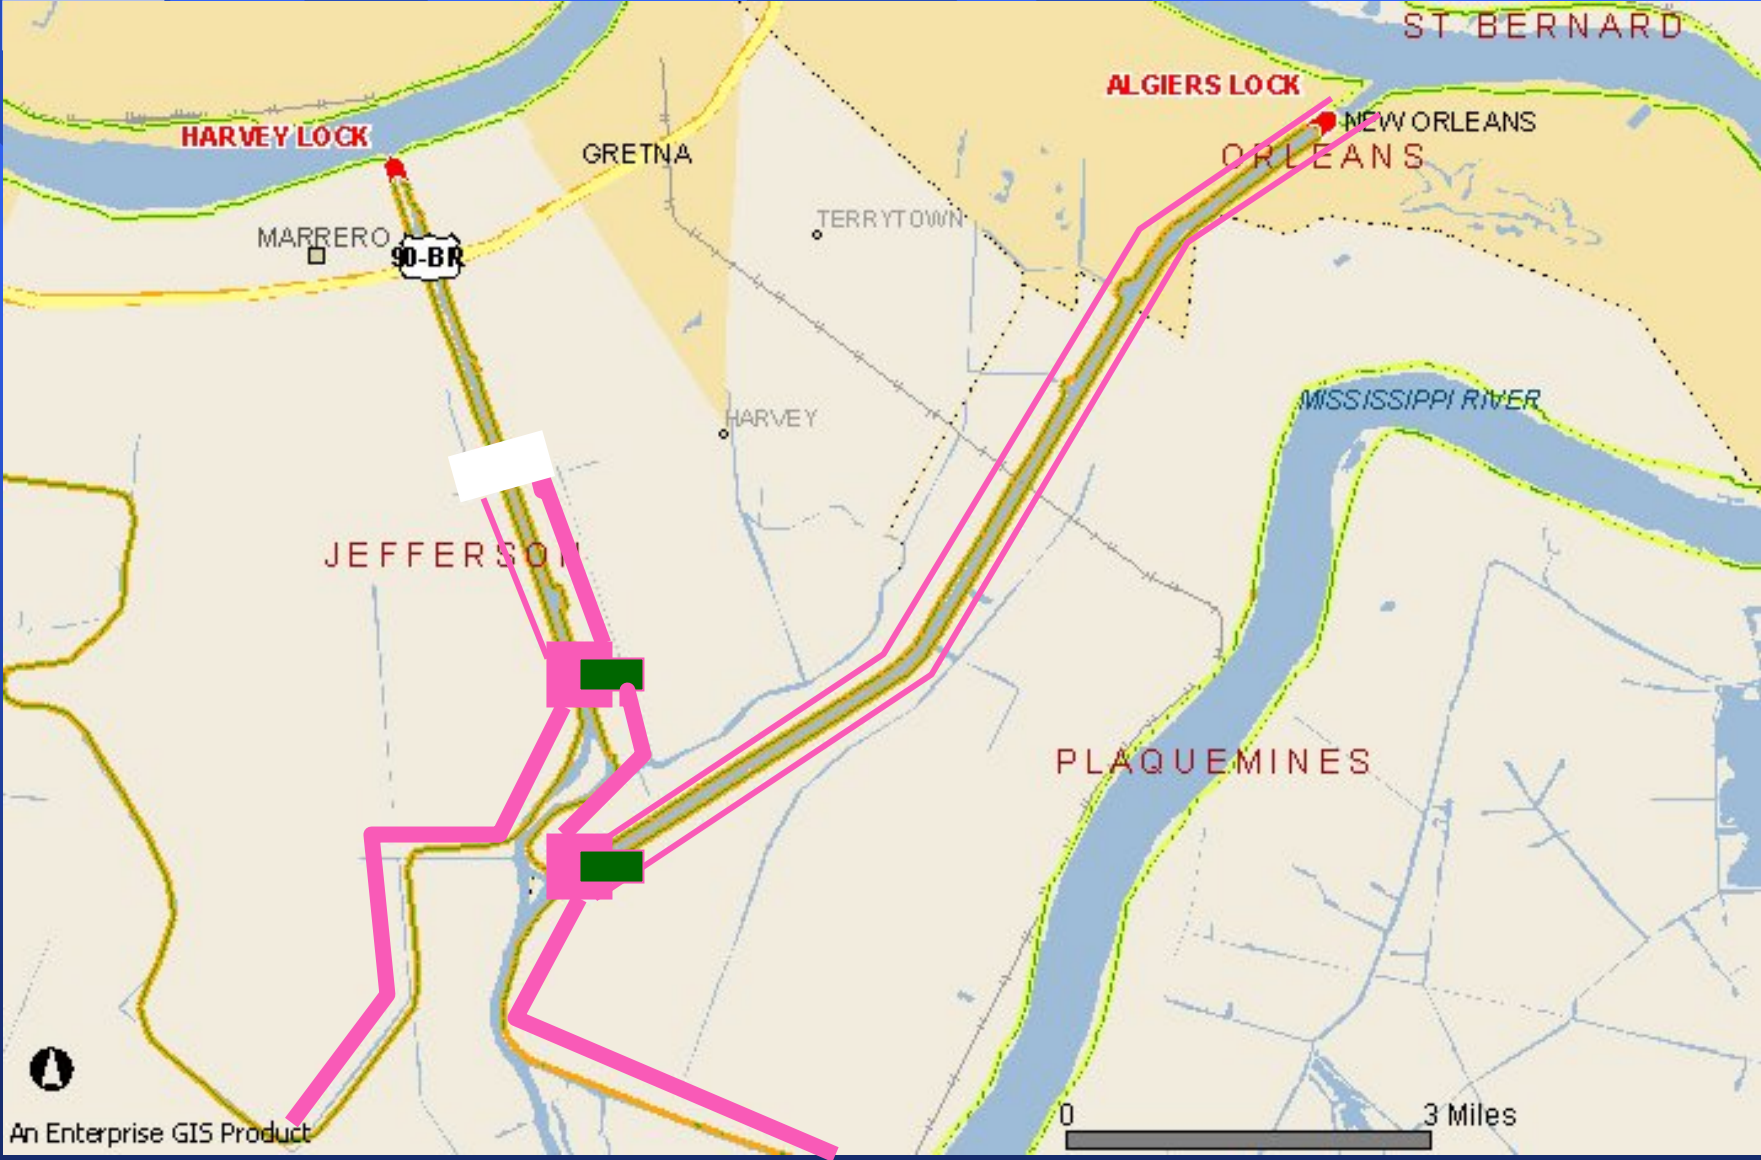 ST BERNARD
ALGIERS LOCK
HARVEY LOCK
NEW ORLEANS
GRETNA
ORLEANS
MARRERO
TERRYTOWN
90-BR
MISSISSIPPI RIVER
HARVEY
JEFFERSON
PLAQUEMINES
0 3 Miles
An Enterprise GIS Product